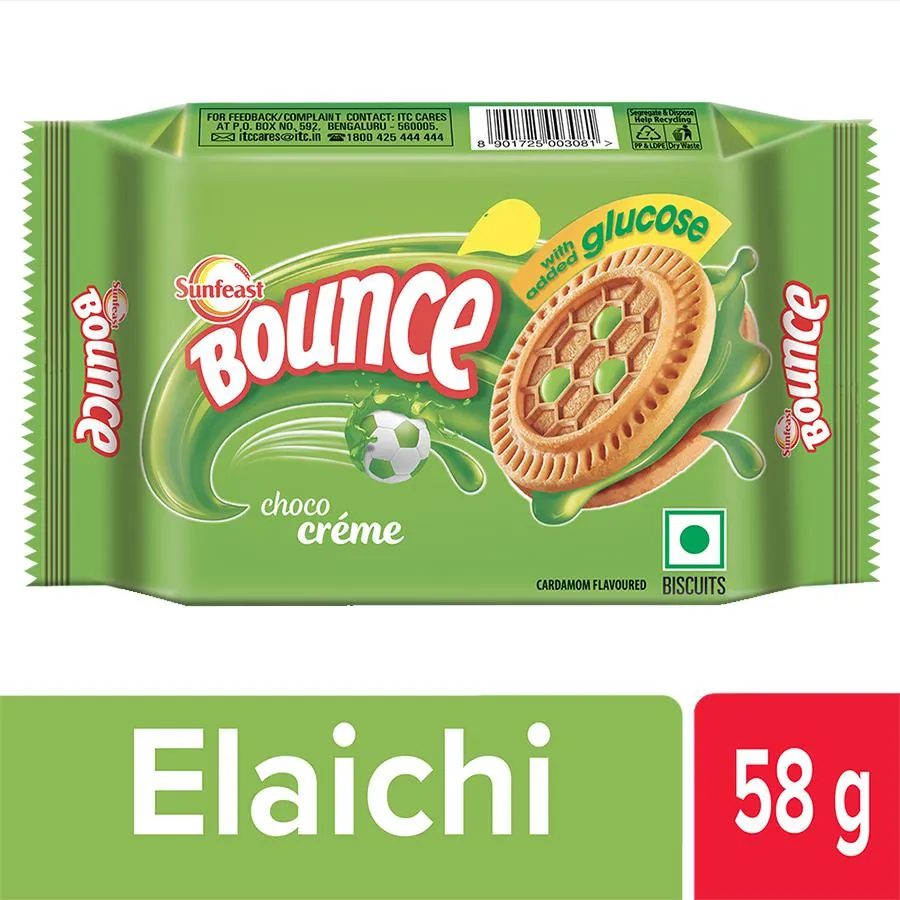 FOR FEEDBACK/COMPLAINT CONTACT: ITC CARES
AT P.O. BOX NO. 592, BENGALURU - 560005.
itccares@itc.in 1800 425 444 444
8 901725 003081 >
Segregate & Dispose
Help Recycling
PP & LDPE Dry Waste
with
added glucose
Sunfeast
BOUNCE
Sunfeast
BOUNCE
Sunfeast
BOUNCE
choco
créme
CARDAMOM FLAVOURED
BISCUITS
Elaichi
58 g